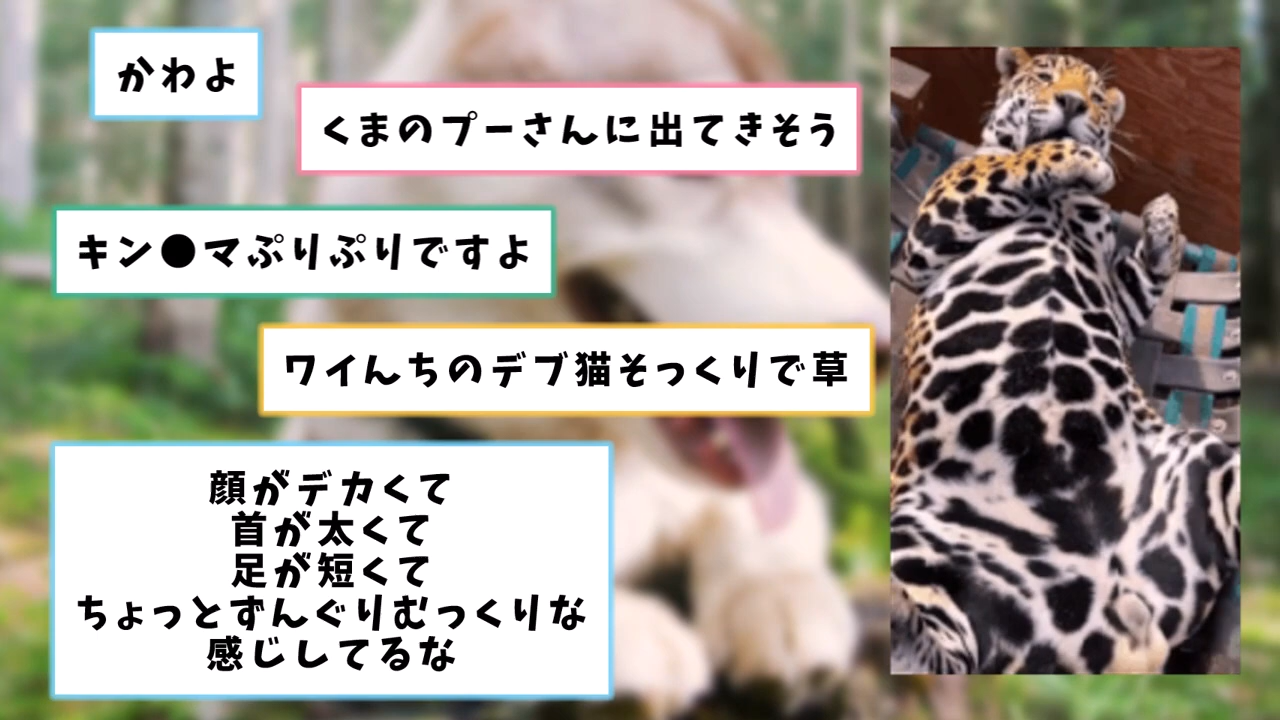 かわよ
くまのプーさんに出てきそう
キン●マぷりぷりですよ
ワイんちのデブ猫そっくりで草
顔がデカくて
首が太くて
足が短くて
ちょっとずんぐりむっくりな
感じしてるな